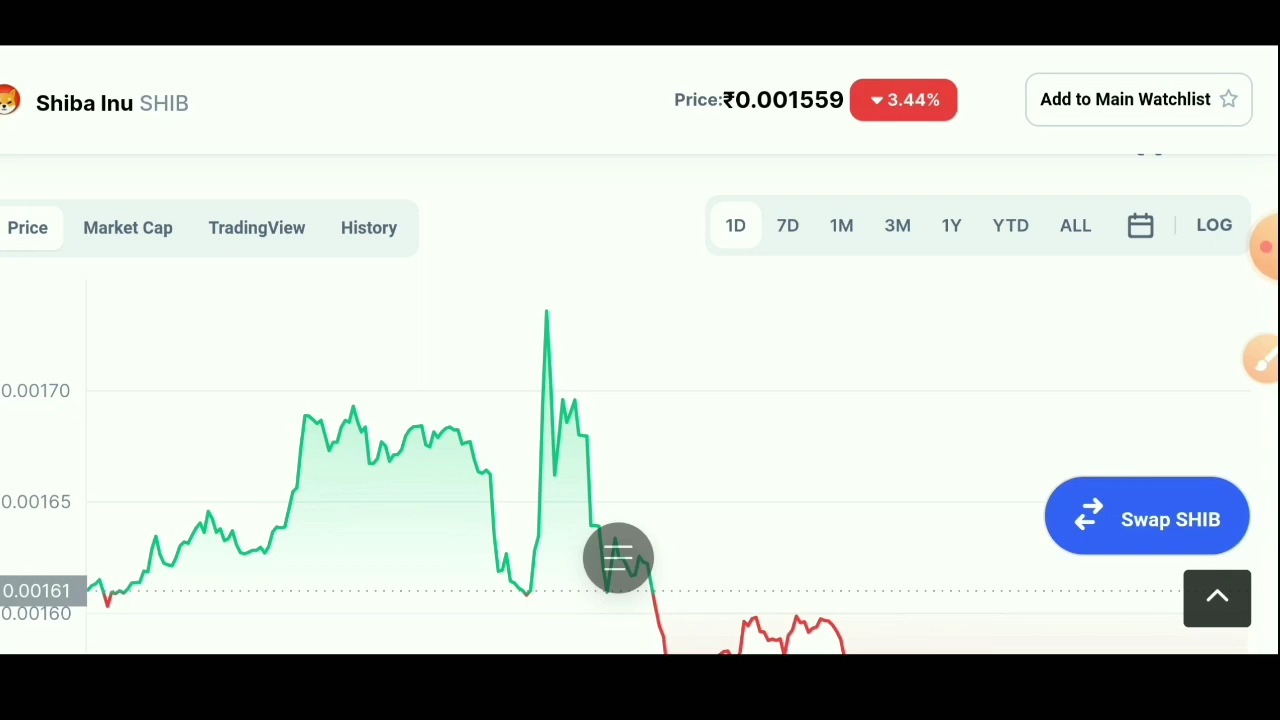 Shiba Inu SHIB
Price:₹0.001559 3.44%
Add to Main Watchlist
Price Market Cap TradingView History
1D 7D 1M 3M 1Y YTD ALL LOG
0.00170
0.00165
0.00161
0.00160
Swap SHIB